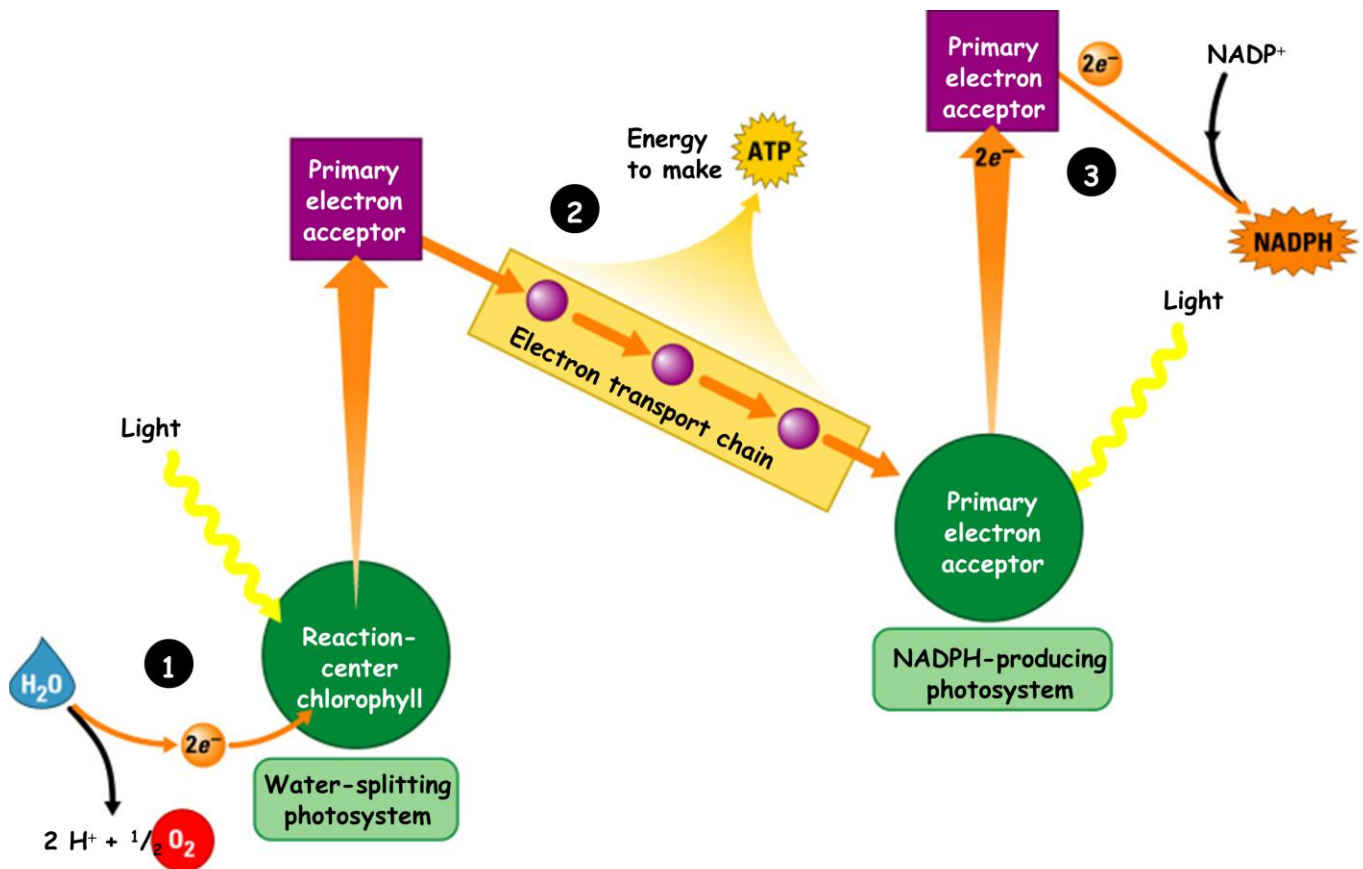 Primary
electron
acceptor
2e⁻
NADP⁺
Energy
to make
ATP
Primary
electron
acceptor
2
2e⁻
3
NADPH
Light
Electron transport chain
Light
Primary
electron
acceptor
Reaction-
center
chlorophyll
1
H₂O
NADPH-producing
photosystem
2e⁻
Water-splitting
photosystem
2 H⁺ + ¹/₂ O₂